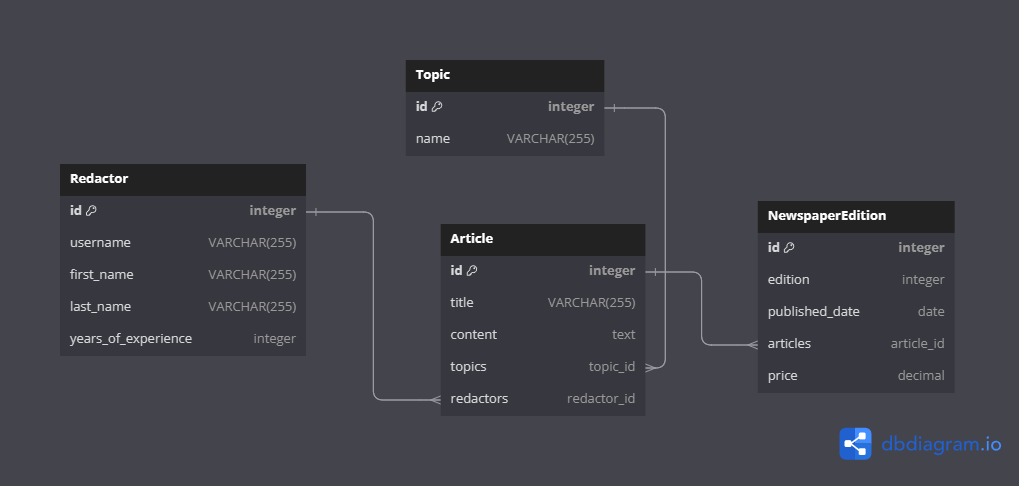 Topic
id integer
name VARCHAR(255)
Redactor
id integer
username VARCHAR(255)
first_name VARCHAR(255)
last_name VARCHAR(255)
years_of_experience integer
Article
id integer
title VARCHAR(255)
content text
topics topic_id
redactors redactor_id
NewspaperEdition
id integer
edition integer
published_date date
articles article_id
price decimal
dbdiagram.io